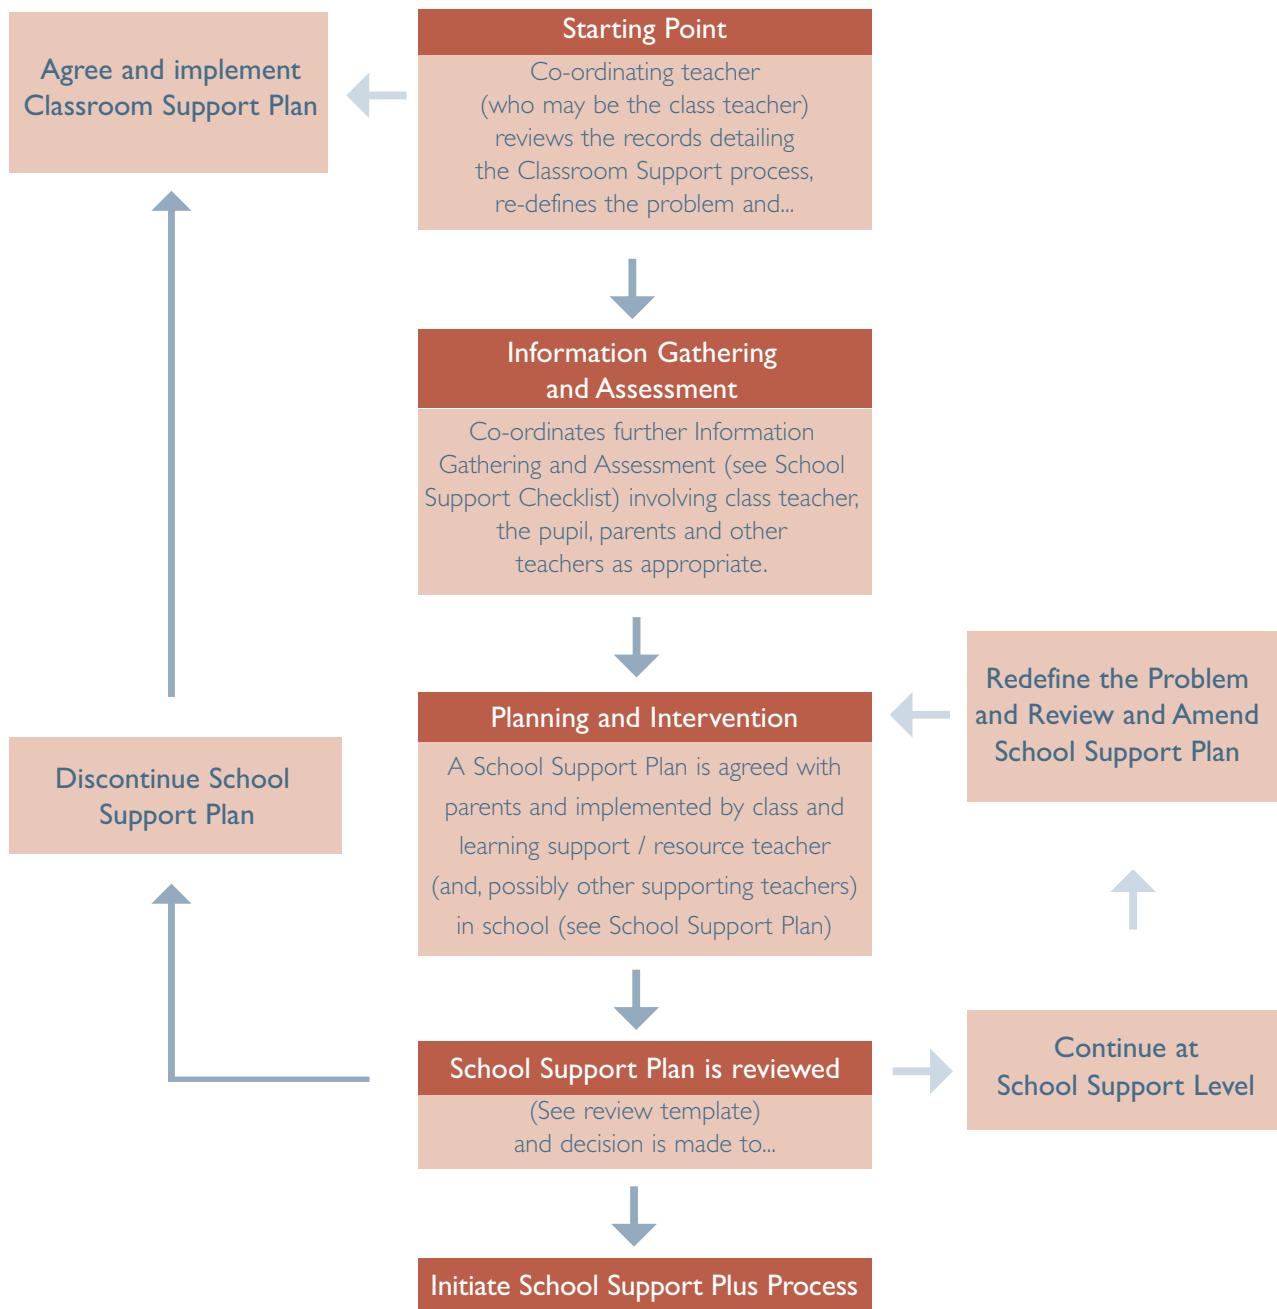 Agree and implement
Classroom Support Plan
Starting Point
Co-ordinating teacher
(who may be the class teacher)
reviews the records detailing
the Classroom Support process,
re-defines the problem and...
Information Gathering
and Assessment
Co-ordinates further Information
Gathering and Assessment (see School
Support Checklist) involving class teacher,
the pupil, parents and other
teachers as appropriate.
Planning and Intervention
A School Support Plan is agreed with
parents and implemented by class and
learning support / resource teacher
(and, possibly other supporting teachers)
in school (see School Support Plan)
Redefine the Problem
and Review and Amend
School Support Plan
Discontinue School
Support Plan
School Support Plan is reviewed
(See review template)
and decision is made to...
Continue at
School Support Level
Initiate School Support Plus Process